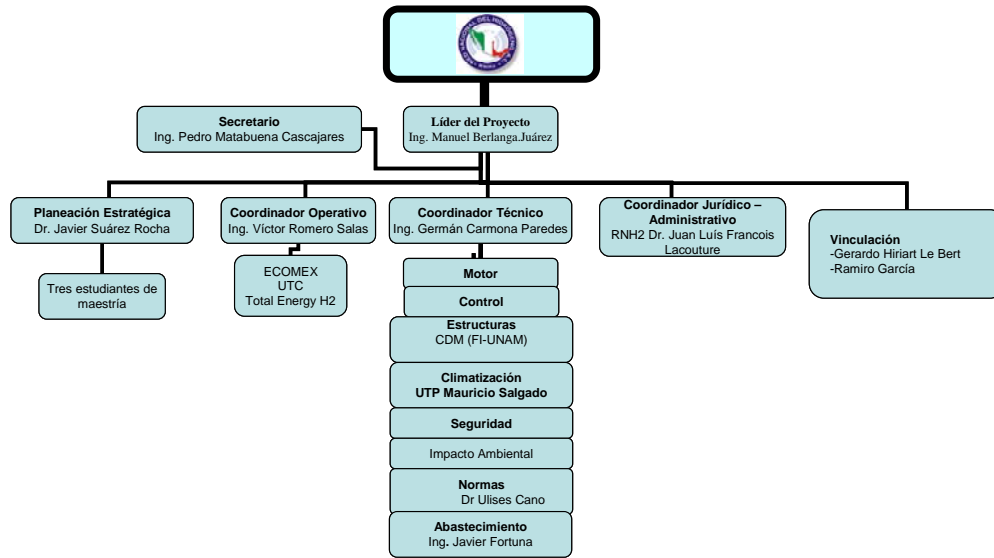 Secretario
Ing. Pedro Matabuena Cascajares
Líder del Proyecto
Ing. Manuel Berlanga.Juárez
Planeación Estratégica
Dr. Javier Suárez Rocha
Coordinador Operativo
Ing. Víctor Romero Salas
Coordinador Técnico
Ing. Germán Carmona Paredes
Coordinador Jurídico –
Administrativo
RNH2 Dr. Juan Luís Francois
Lacouture
Vinculación
-Gerardo Hiriart Le Bert
-Ramiro García
Tres estudiantes de
maestría
ECOMEX
UTC
Total Energy H2
Motor
Control
Estructuras
CDM (FI-UNAM)
Climatización
UTP Mauricio Salgado
Seguridad
Impacto Ambiental
Normas
Dr Ulises Cano
Abastecimiento
Ing. Javier Fortuna